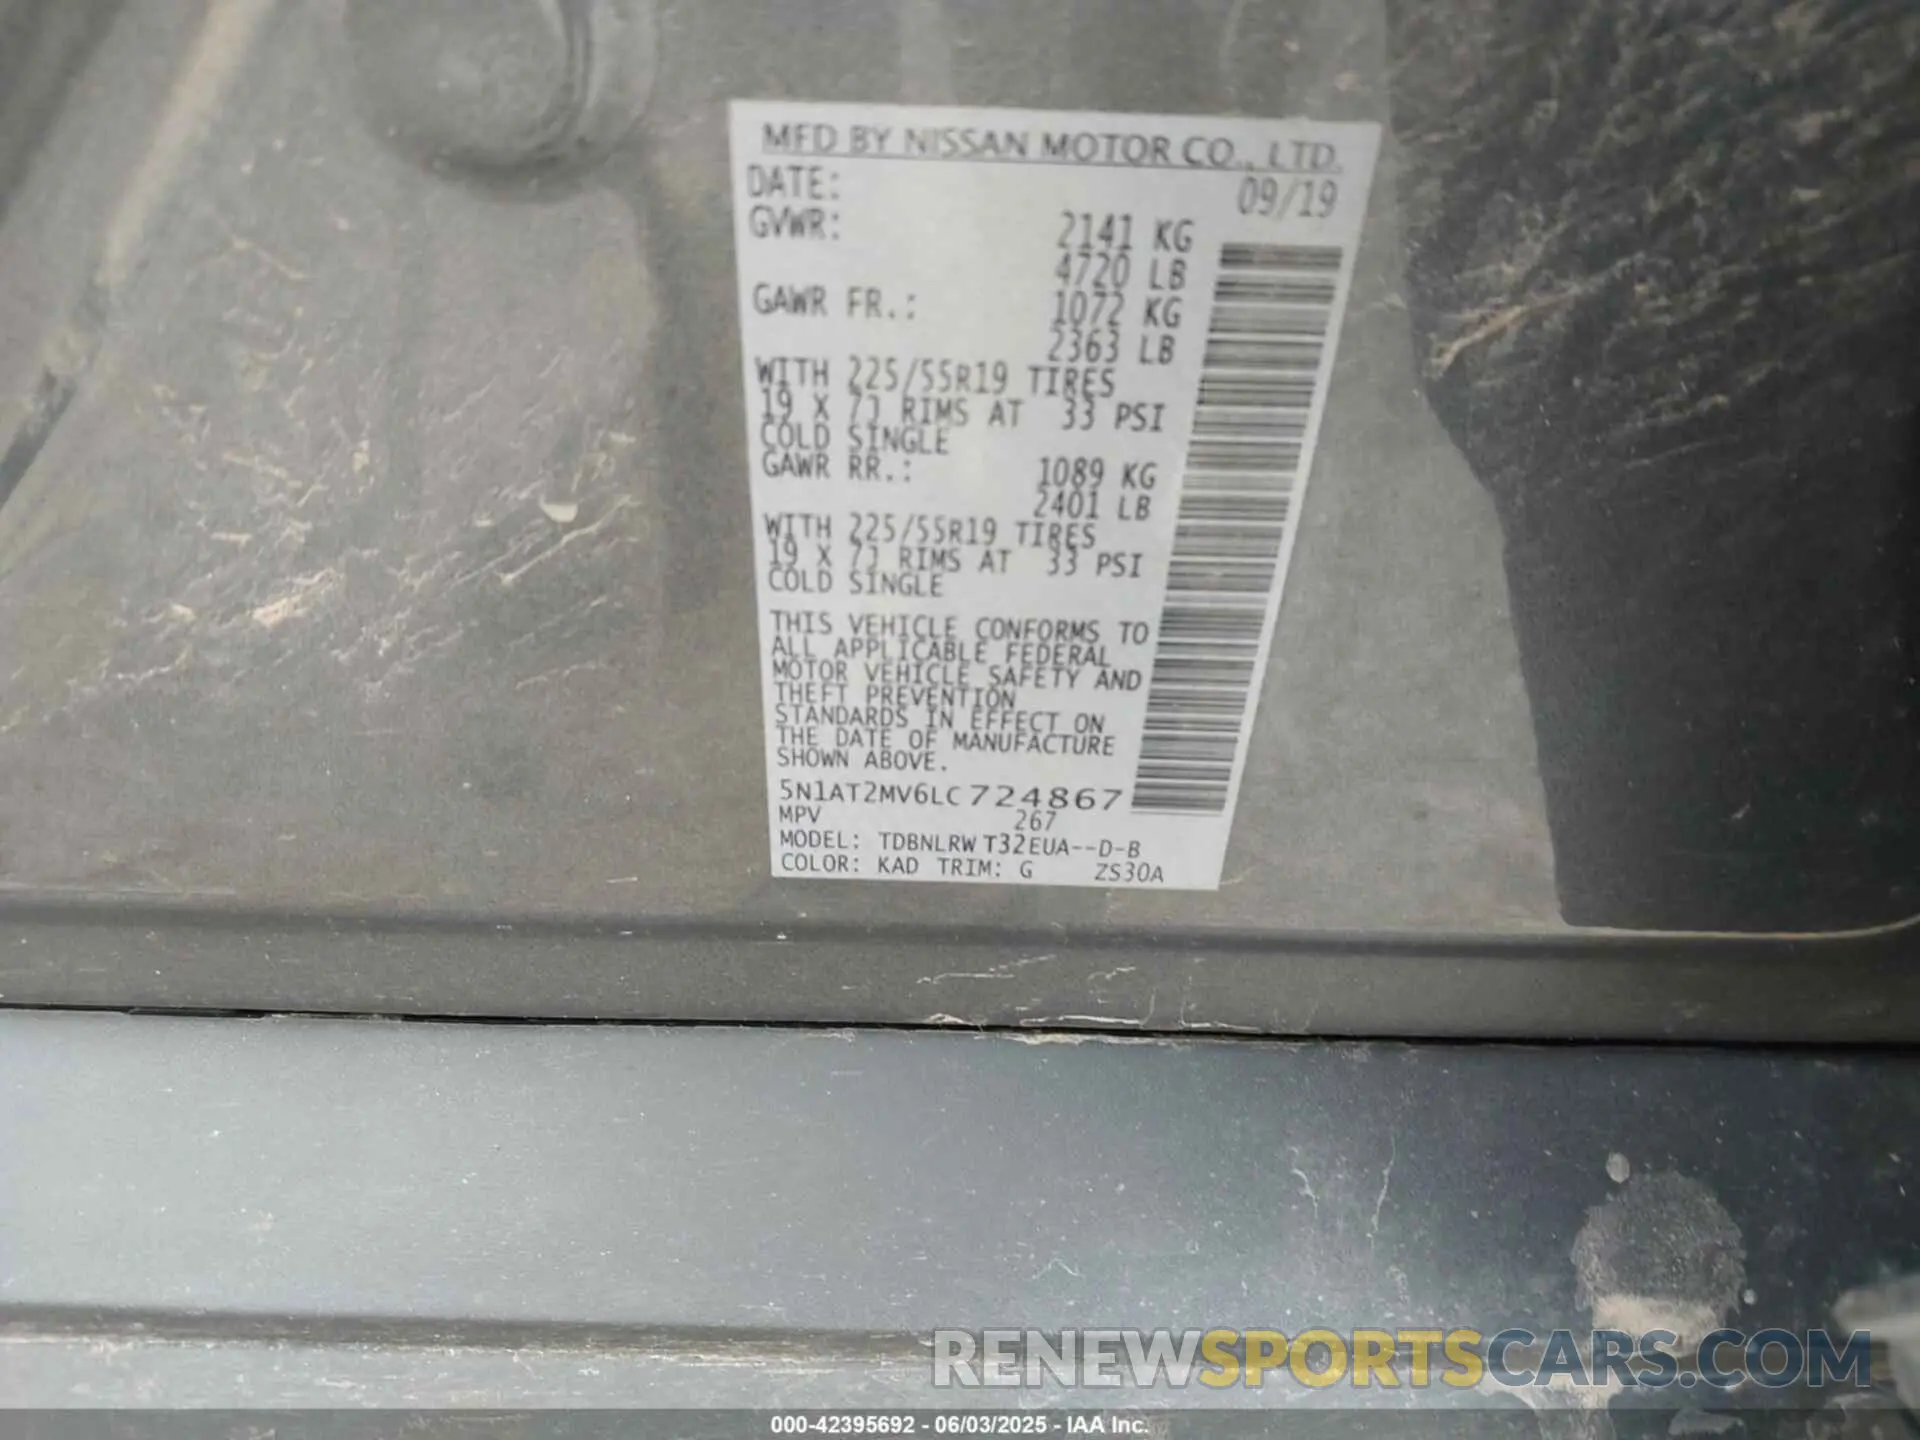 MFD BY NISSAN MOTOR CO., LTD.
DATE: 09/19
GVWR: 2141 KG
4720 LB
GAWR FR.: 1072 KG
2363 LB
WITH 225/55R19 TIRES
19 X 7J RIMS AT 33 PSI
COLD SINGLE
GAWR RR.: 1089 KG
2401 LB
WITH 225/55R19 TIRES
19 X 7J RIMS AT 33 PSI
COLD SINGLE
THIS VEHICLE CONFORMS TO
ALL APPLICABLE FEDERAL
MOTOR VEHICLE SAFETY AND
THEFT PREVENTION
STANDARDS IN EFFECT ON
THE DATE OF MANUFACTURE
SHOWN ABOVE.
5N1AT2MV6LC724867
MPV 267
MODEL: TDBNLRW T32EUA--D-B
COLOR: KAD TRIM: G ZS30A
RENEWSPORTSCARS.COM
000-42395692 - 06/03/2025 - IAA Inc.